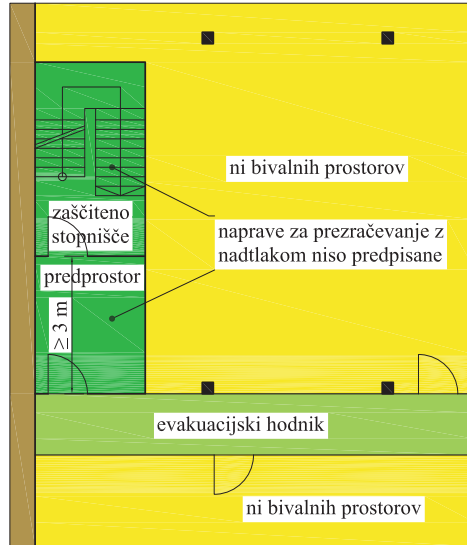 ni bivalnih prostorov
zaščiteno
stopnišče
naprave za prezračevanje z
nadtlakom niso predpisane
predprostor
≥ 3 m
evakuacijski hodnik
ni bivalnih prostorov